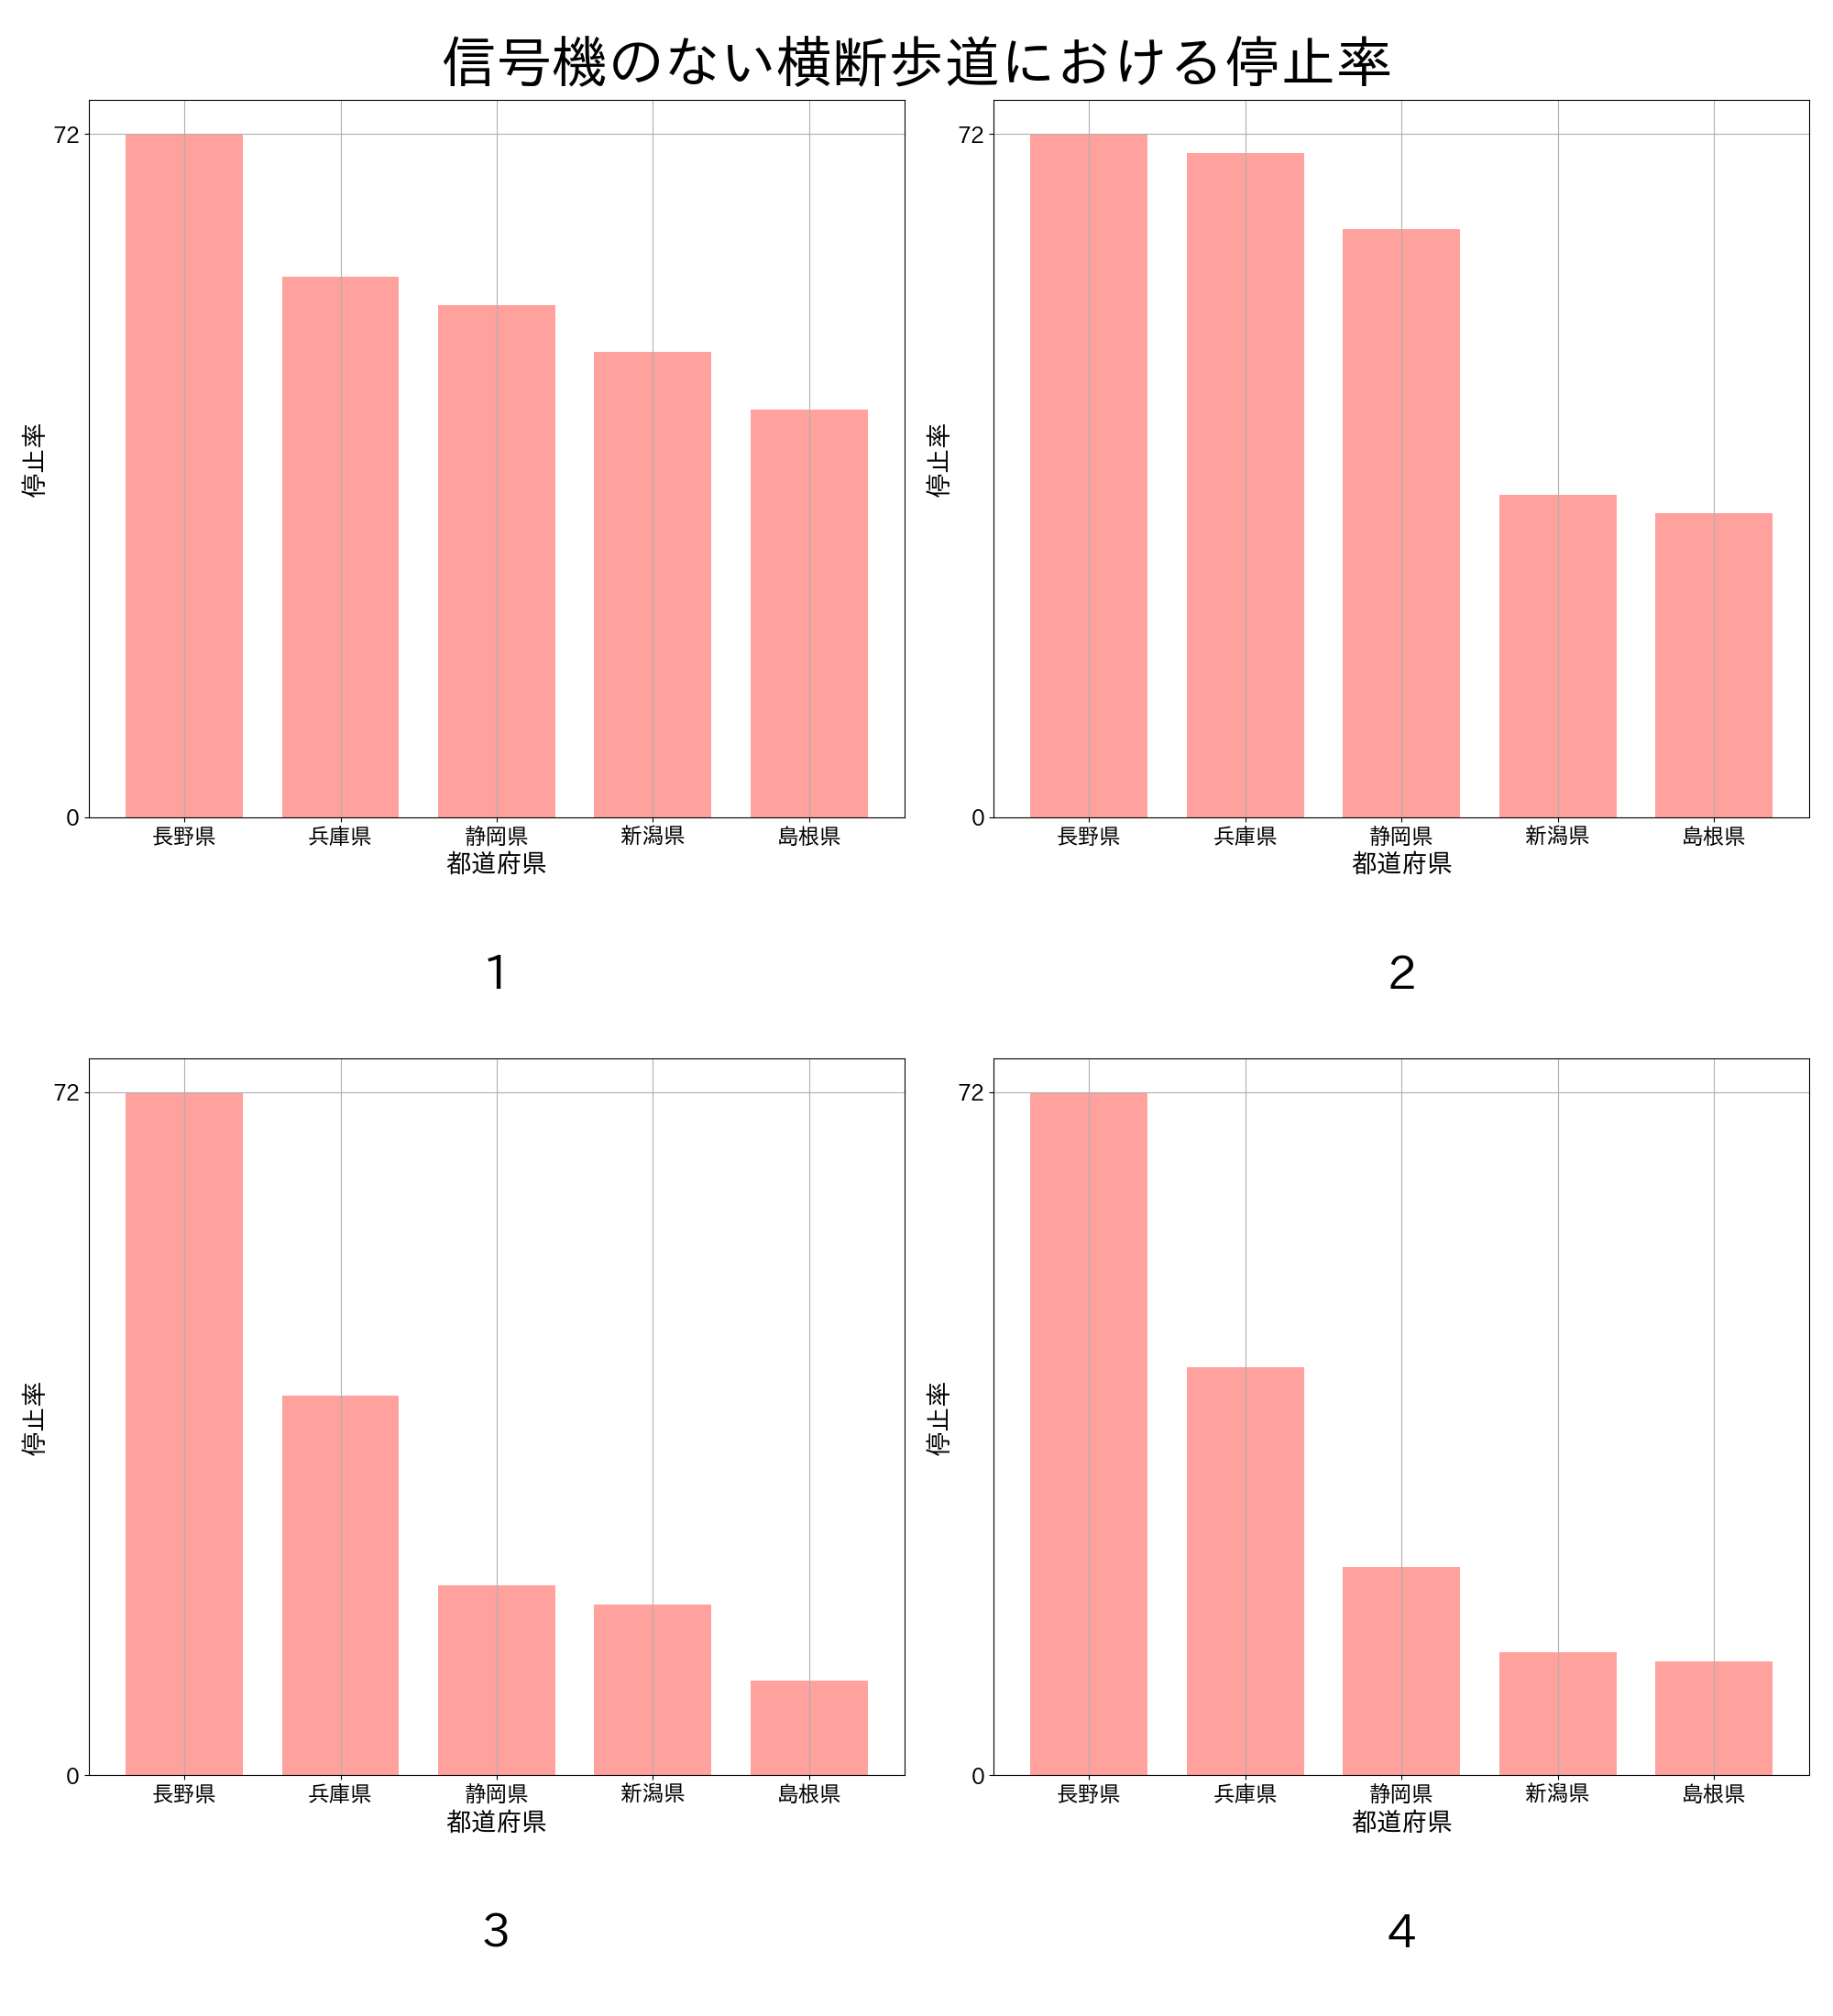 信号機のない横断歩道における停止率
72
0
停止率
長野県 兵庫県 静岡県 新潟県 島根県
都道府県
1
72
0
停止率
長野県 兵庫県 静岡県 新潟県 島根県
都道府県
2
72
0
停止率
長野県 兵庫県 静岡県 新潟県 島根県
都道府県
3
72
0
停止率
長野県 兵庫県 静岡県 新潟県 島根県
都道府県
4